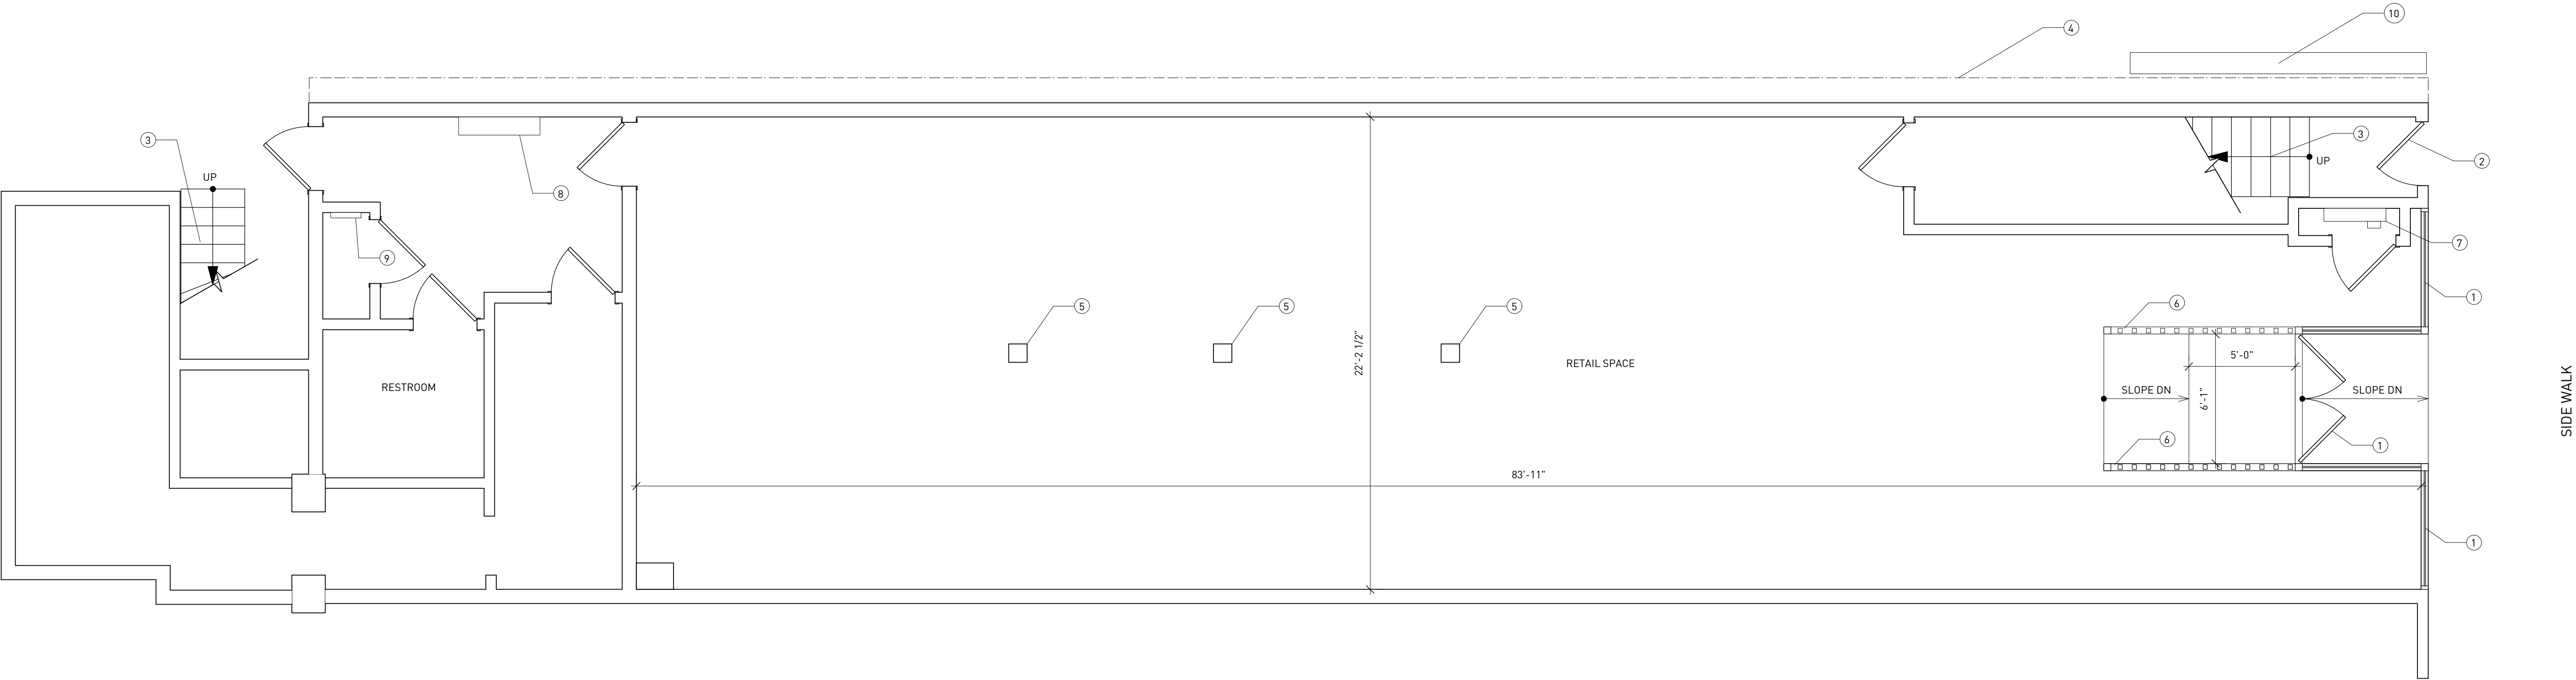 10
4
3
3
UP
2
UP
8
7
9
1
5
5
5
6
22'-2 1/2"
5'-0"
RETAIL SPACE
RESTROOM
SLOPE DN
6'-1"
SLOPE DN
SIDE WALK
6
1
83'-11"
1